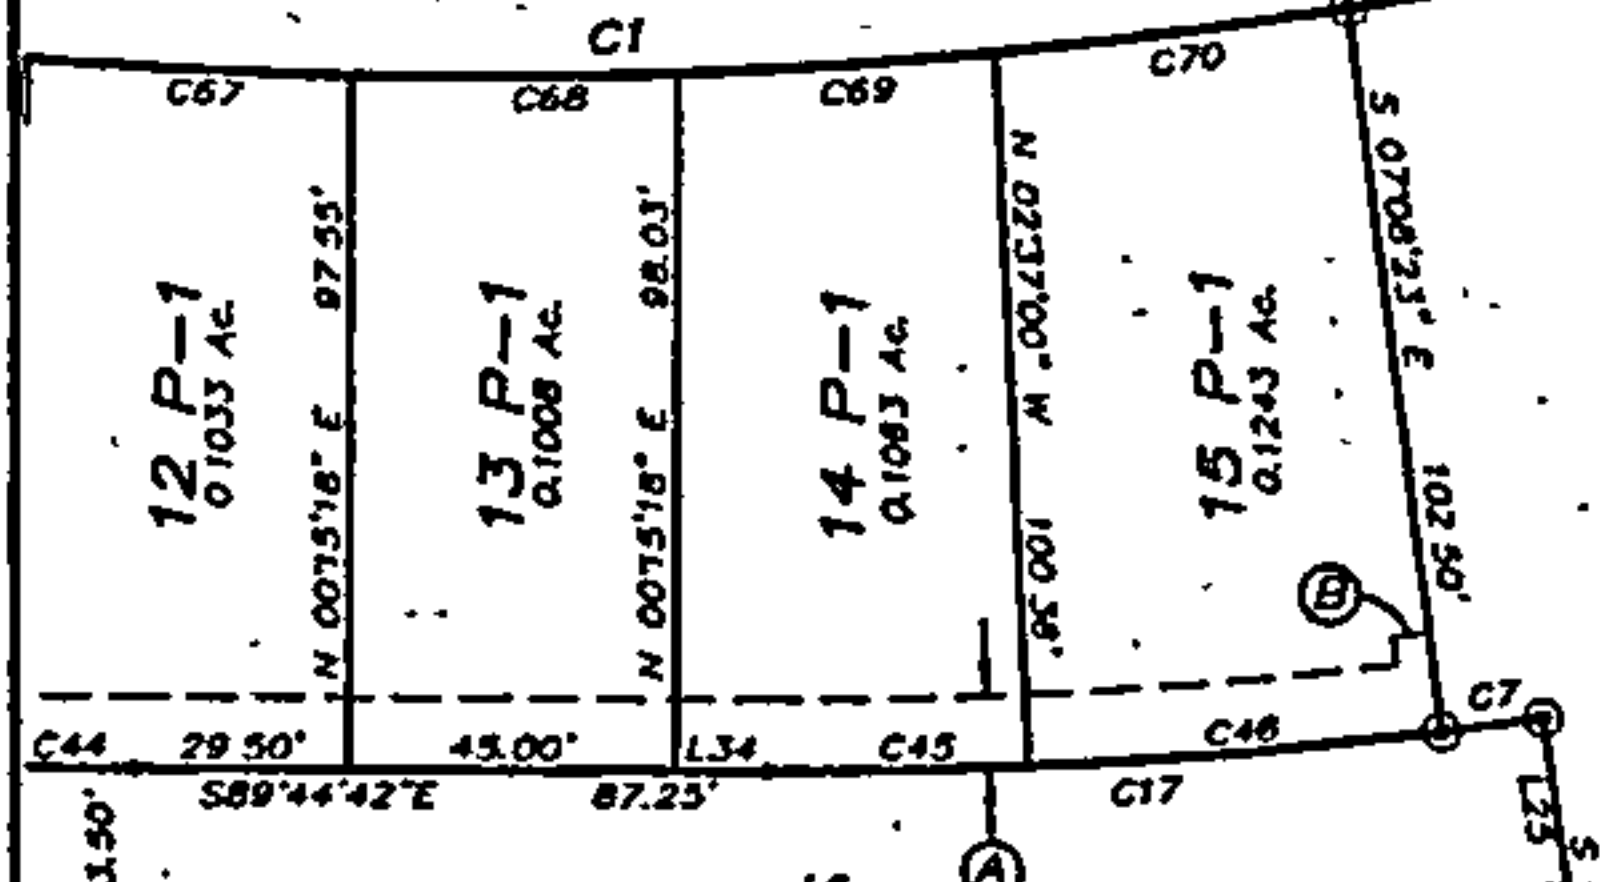 C1
C67
C68
C69
C70
12 P-1
0.1033 Ac.
N 00°15'18" E 97.55'
13 P-1
0.1008 Ac.
N 00°15'18" E 98.03'
14 P-1
0.1063 Ac.
N 02°37'00" W 100.36'
15 P-1
0.1243 Ac.
S 07°08'23" E 102.50'
B
C44
29.50'
45.00'
L34
C45
C46
C7
S89°44'42"E
87.25'
C17
L25
S
A